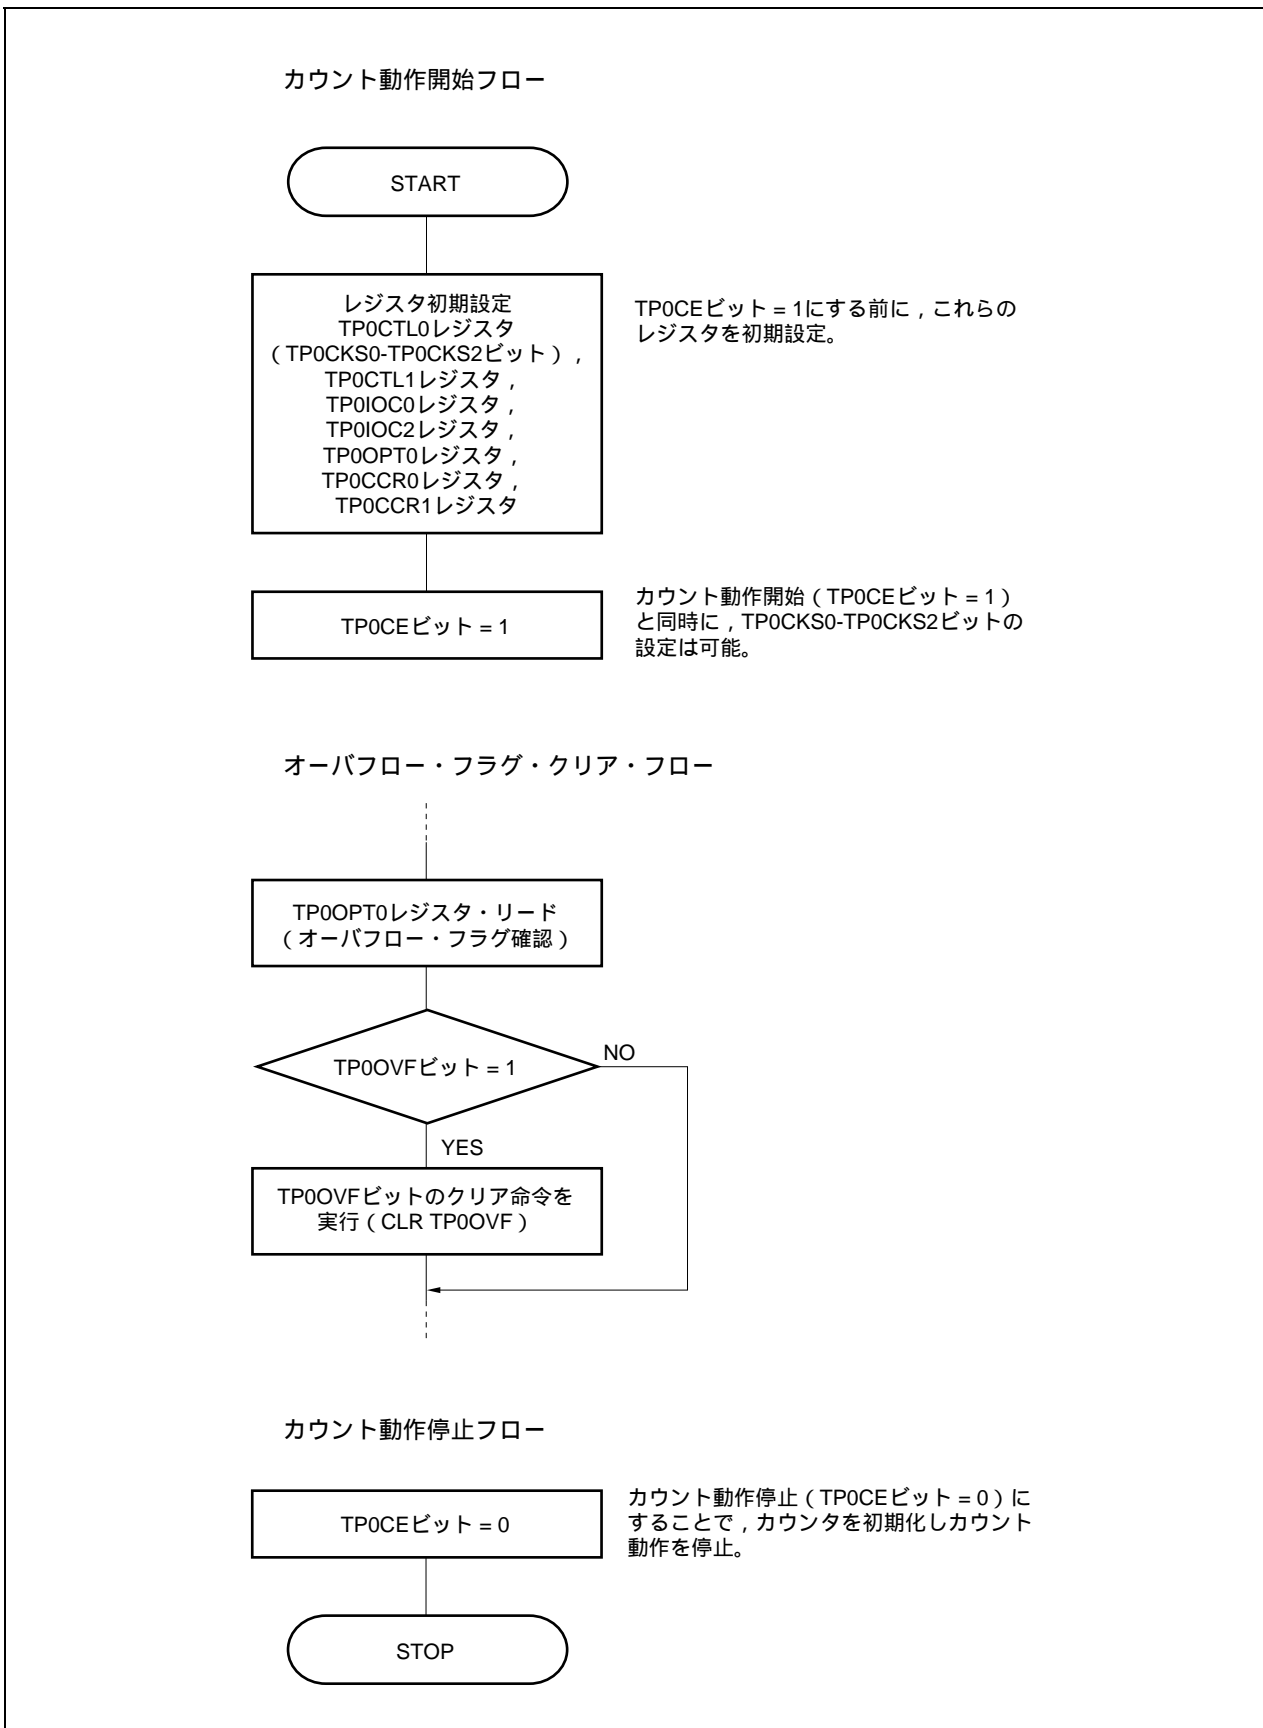 カウント動作開始フロー
START
レジスタ初期設定
TP0CTL0レジスタ
（TP0CKS0-TP0CKS2ビット），
TP0CTL1レジスタ，
TP0IOC0レジスタ，
TP0IOC2レジスタ，
TP0OPT0レジスタ，
TP0CCR0レジスタ，
TP0CCR1レジスタ
TP0CEビット = 1にする前に，これらの
レジスタを初期設定。
TP0CEビット = 1
カウント動作開始（TP0CEビット = 1）
と同時に，TP0CKS0-TP0CKS2ビットの
設定は可能。
オーバフロー・フラグ・クリア・フロー
TP0OPT0レジスタ・リード
（オーバフロー・フラグ確認）
TP0OVFビット = 1
NO
YES
TP0OVFビットのクリア命令を
実行（CLR TP0OVF）
カウント動作停止フロー
TP0CEビット = 0
カウント動作停止（TP0CEビット = 0）に
することで，カウンタを初期化しカウント
動作を停止。
STOP